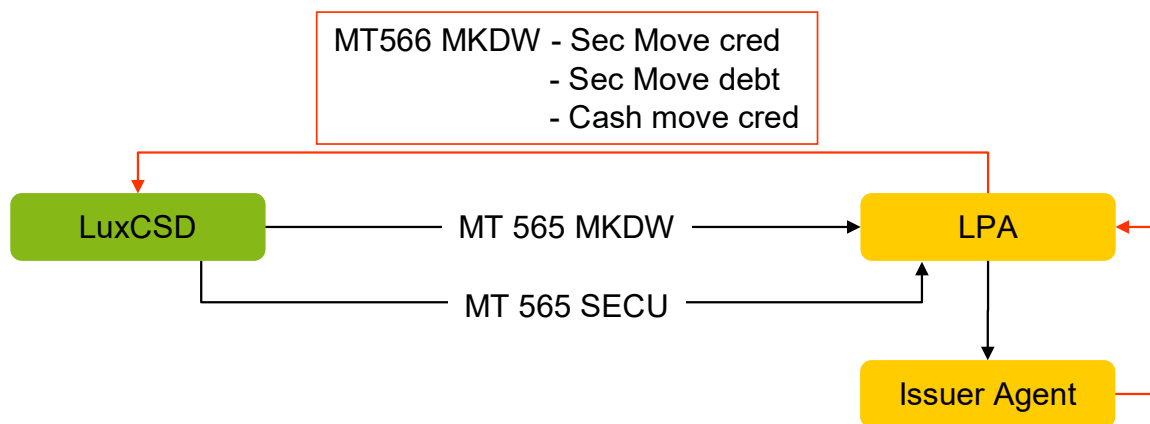 MT566 MKDW - Sec Move cred
- Sec Move debt
- Cash move cred
LuxCSD
MT 565 MKDW
LPA
MT 565 SECU
Issuer Agent